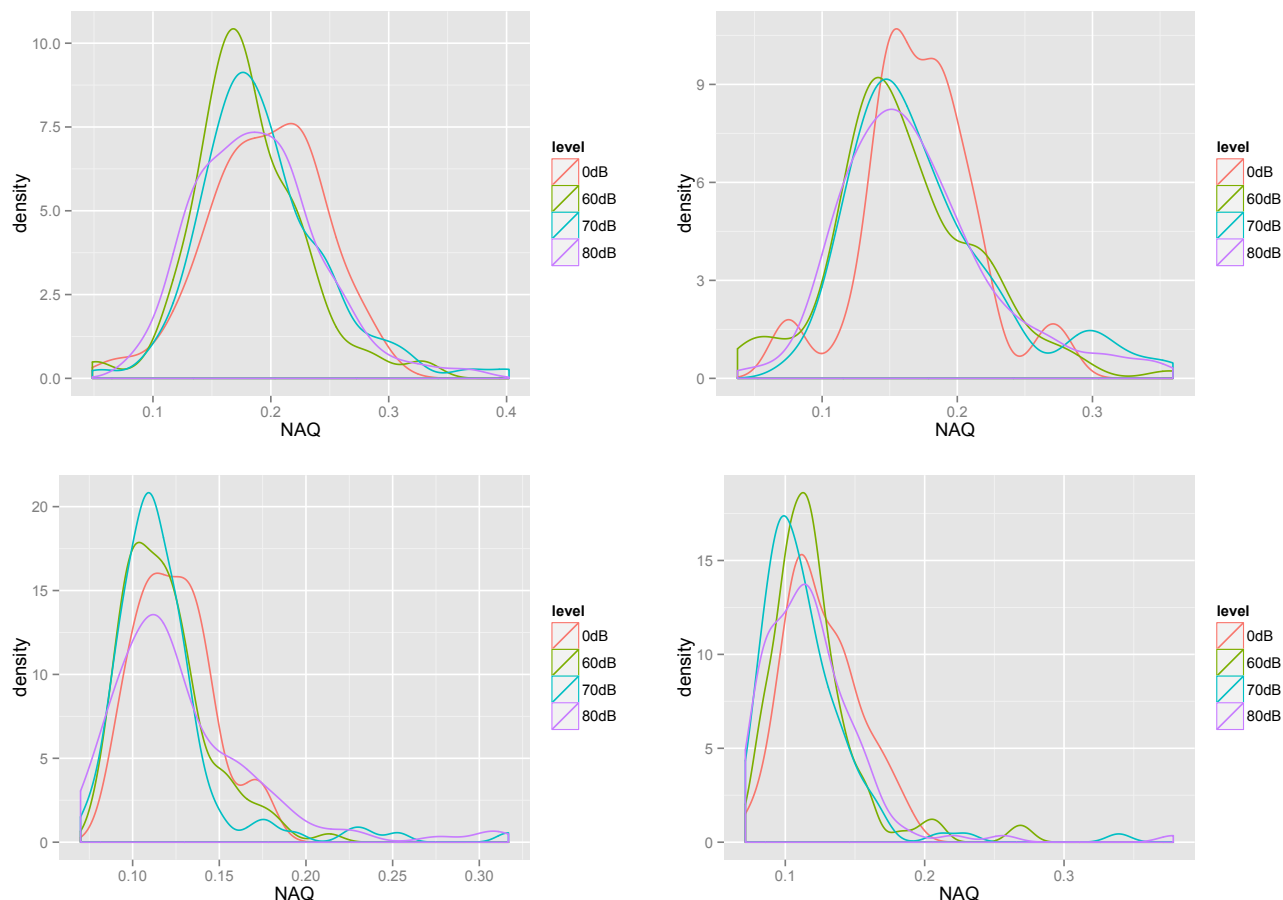 10.0
7.5
5.0
2.5
0.0
density
0.1 0.2 0.3 0.4
NAQ
level
0dB
60dB
70dB
80dB
9
6
3
0
density
0.1 0.2 0.3
NAQ
level
0dB
60dB
70dB
80dB
20
15
10
5
0
density
0.10 0.15 0.20 0.25 0.30
NAQ
level
0dB
60dB
70dB
80dB
15
10
5
0
density
0.1 0.2 0.3
NAQ
level
0dB
60dB
70dB
80dB